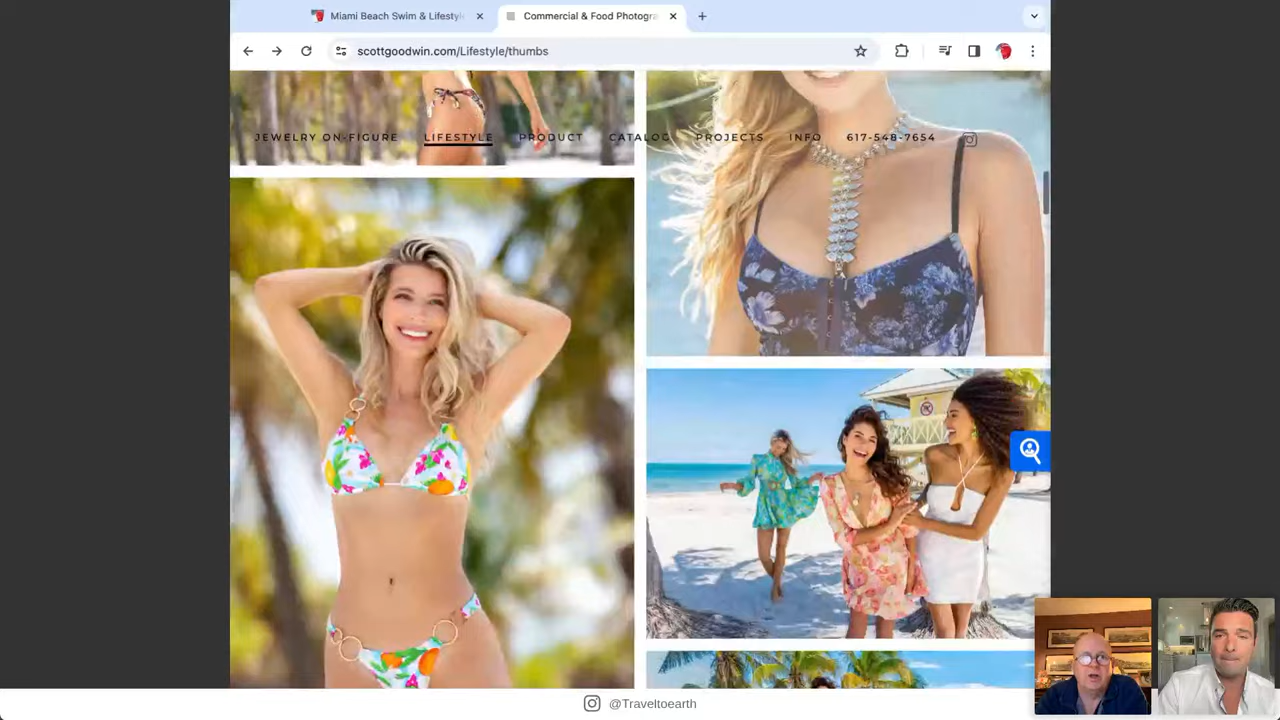 Miami Beach Swim & Lifestyl
Commercial & Food Photogra
scottgoodwin.com/Lifestyle/thumbs
JEWELRY ON-FIGURE LIFESTYLE PRODUCT CATALOG PROJECTS INFO 617-548-7654
@Traveltoearth